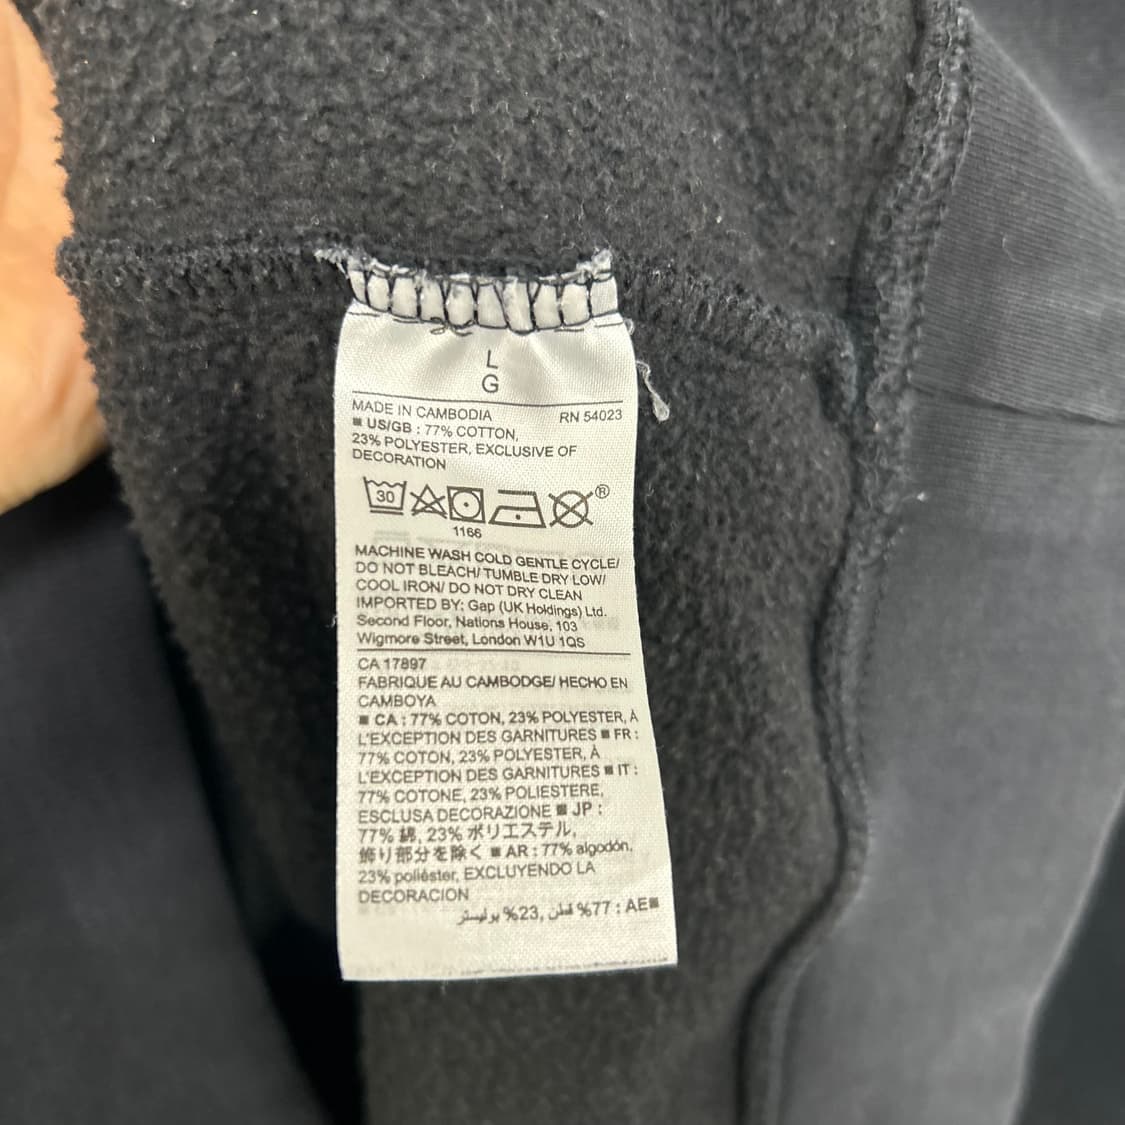 L
G
MADE IN CAMBODIA RN 54023
■ US/GB : 77% COTTON,
23% POLYESTER, EXCLUSIVE OF
DECORATION
30 ®
1166
MACHINE WASH COLD GENTLE CYCLE/
DO NOT BLEACH/ TUMBLE DRY LOW/
COOL IRON/ DO NOT DRY CLEAN
IMPORTED BY: Gap (UK Holdings) Ltd.
Second Floor, Nations House, 103
Wigmore Street, London W1U 1QS
CA 17897
FABRIQUE AU CAMBODGE/ HECHO EN
CAMBOYA
■ CA : 77% COTON, 23% POLYESTER, À
L'EXCEPTION DES GARNITURES ■ FR :
77% COTON, 23% POLYESTER, À
L'EXCEPTION DES GARNITURES ■ IT :
77% COTONE, 23% POLIESTERE,
ESCLUSA DECORAZIONE ■ JP :
77% 綿, 23% ポリエステル,
飾り部分を除く ■ AR : 77% algodón,
23% poliéster, EXCLUYENDO LA
DECORACION
■AE : 77% قطن, 23% بوليستر